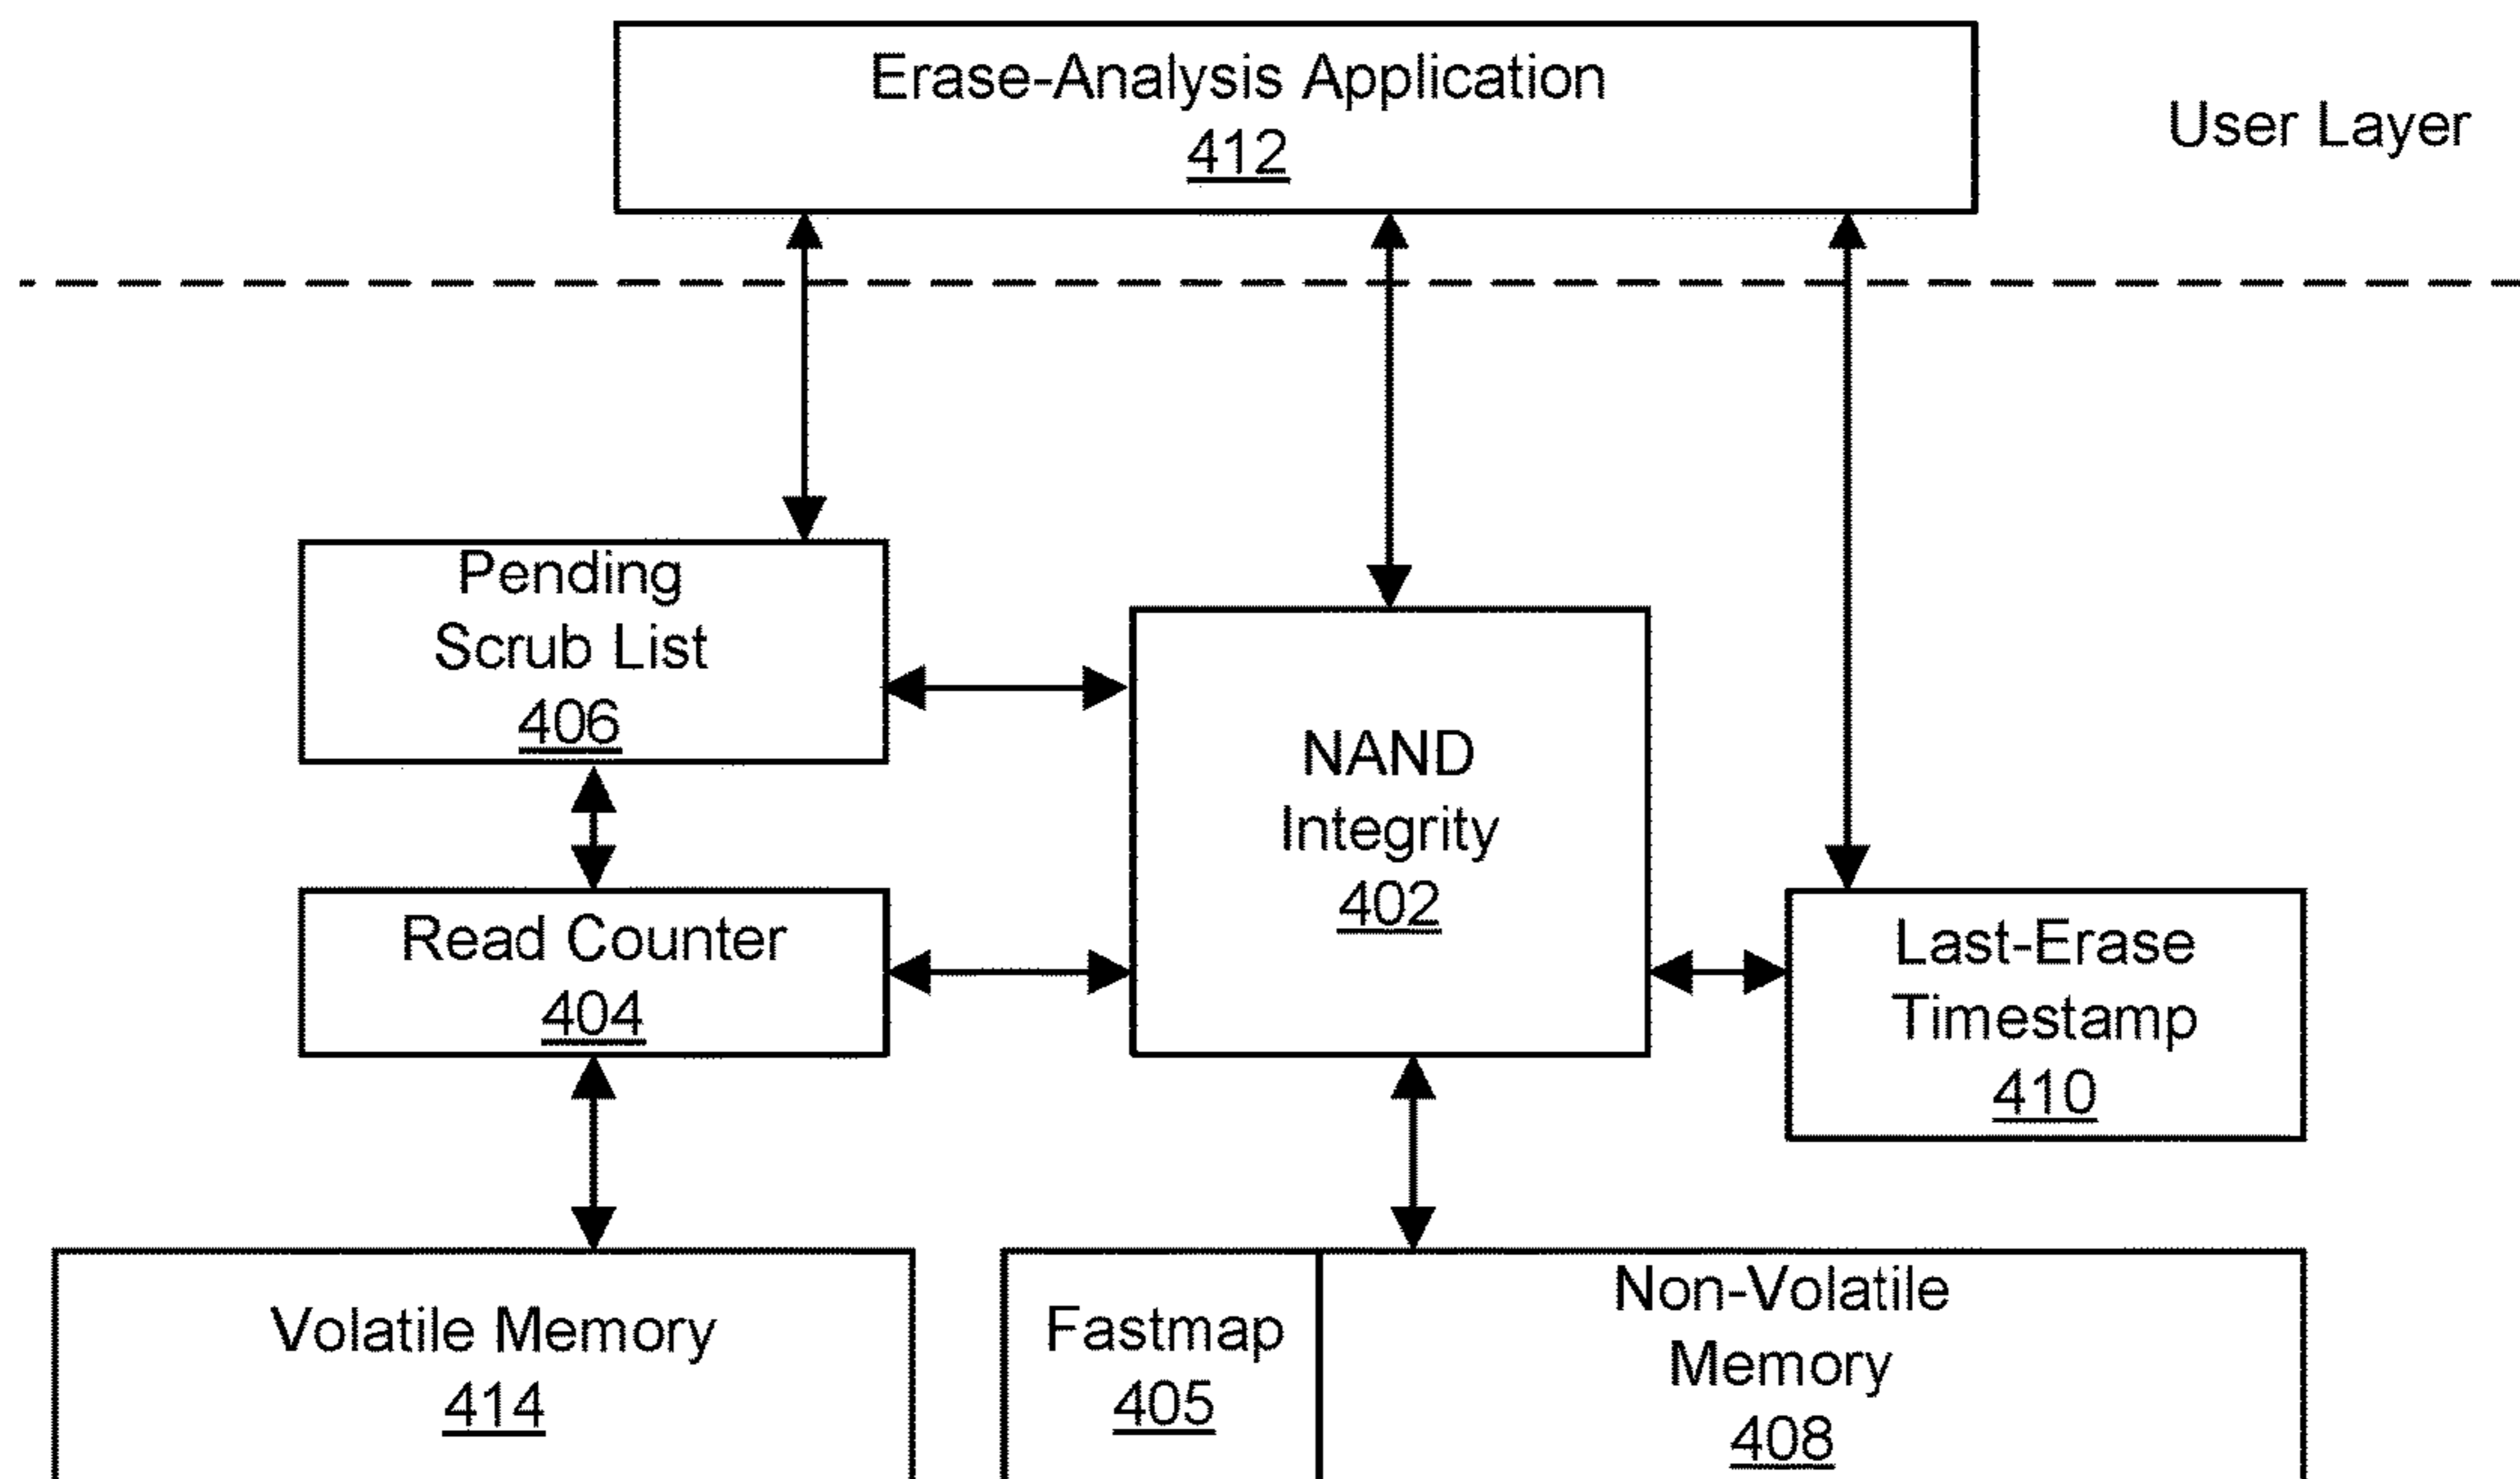 Erase-Analysis Application
412
User Layer
Pending
Scrub List
406
NAND
Integrity
402
Read Counter
404
Last-Erase
Timestamp
410
Volatile Memory
414
Fastmap
405
Non-Volatile
Memory
408